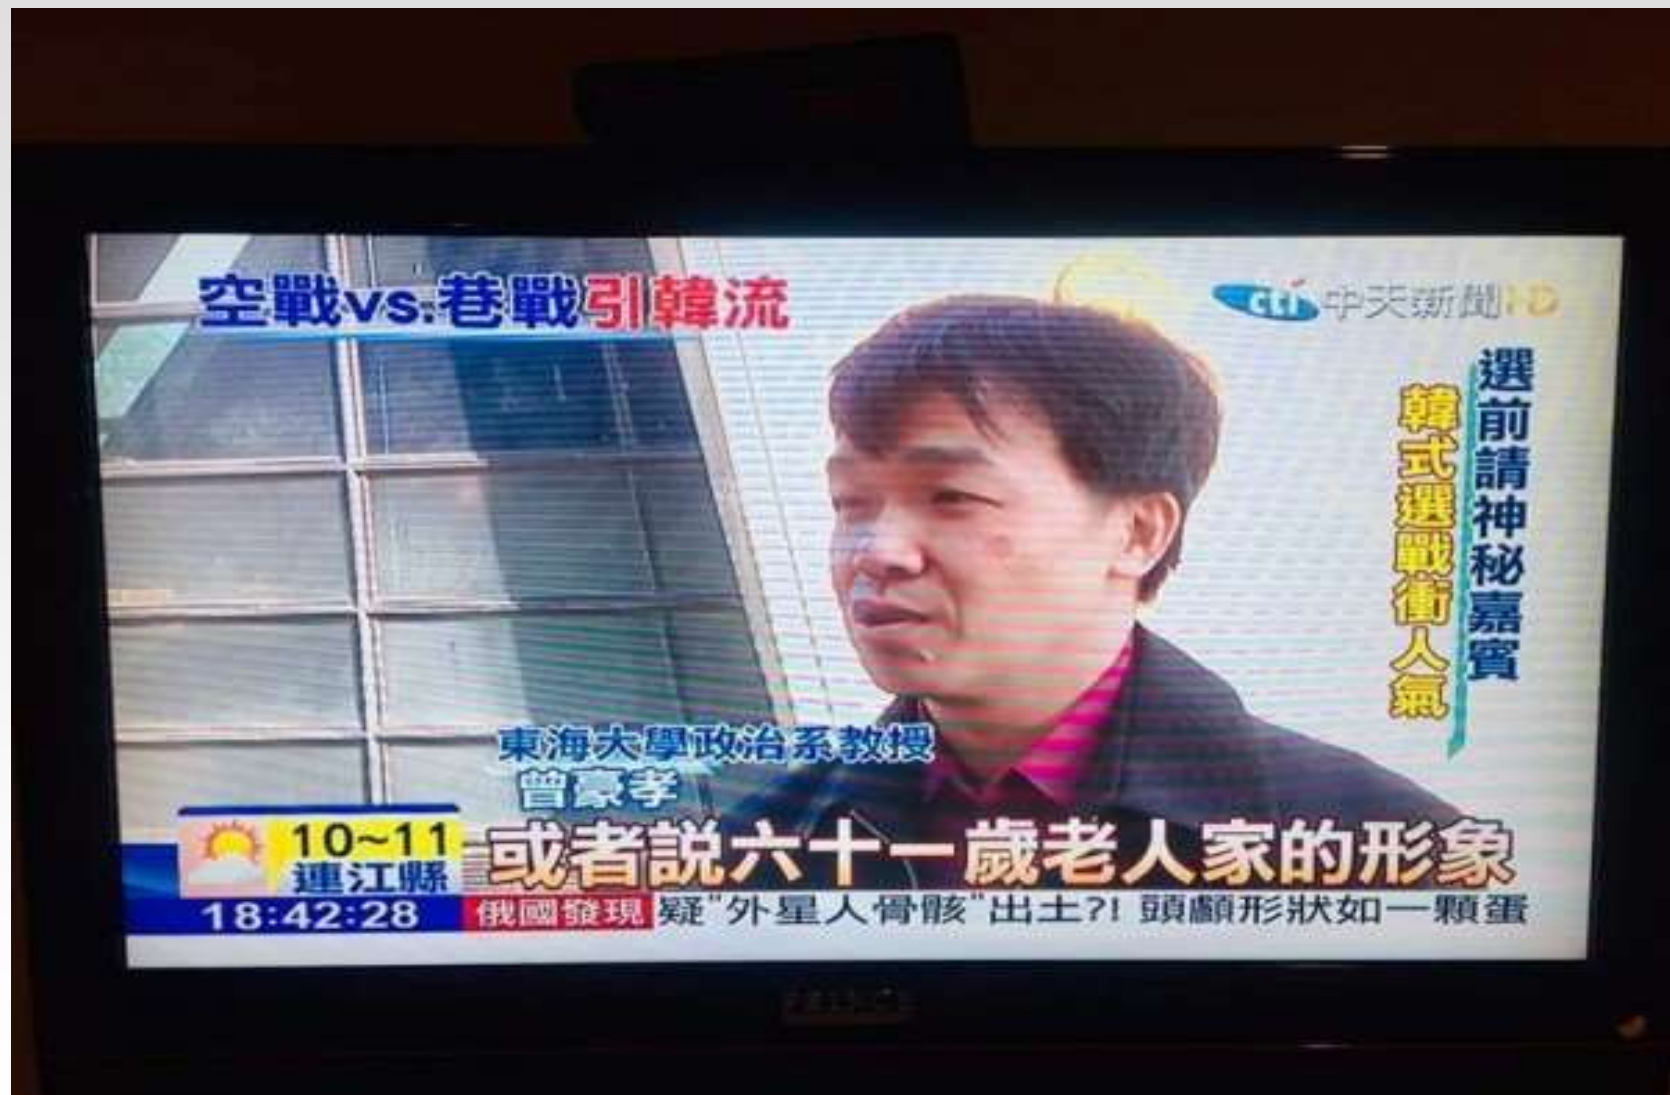 空戰vs.巷戰引韓流
cti中天新聞HD
選前請神秘嘉賓
韓式選戰衝人氣
東海大學政治系教授
曾豪孝
或者說六十一歲老人家的形象
10~11
連江縣
18:42:28
俄國發現 疑"外星人骨骸"出土?! 頭顱形狀如一顆蛋